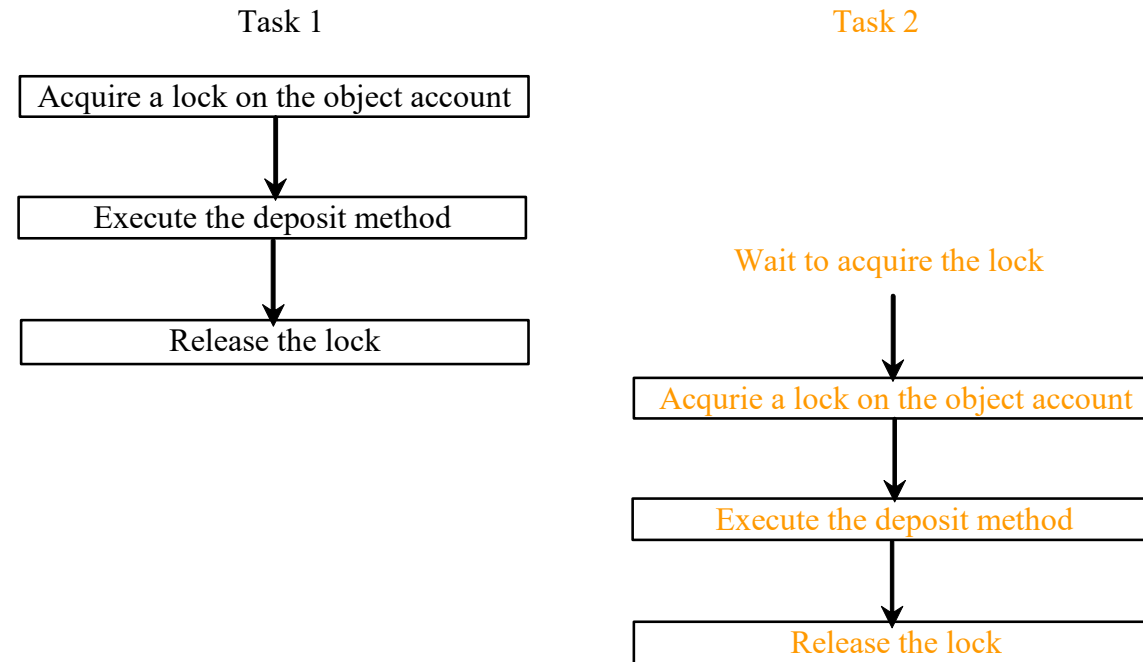 Task 1
Acquire a lock on the object account
Execute the deposit method
Release the lock
Task 2
Wait to acquire the lock
Acqurie a lock on the object account
Execute the deposit method
Release the lock